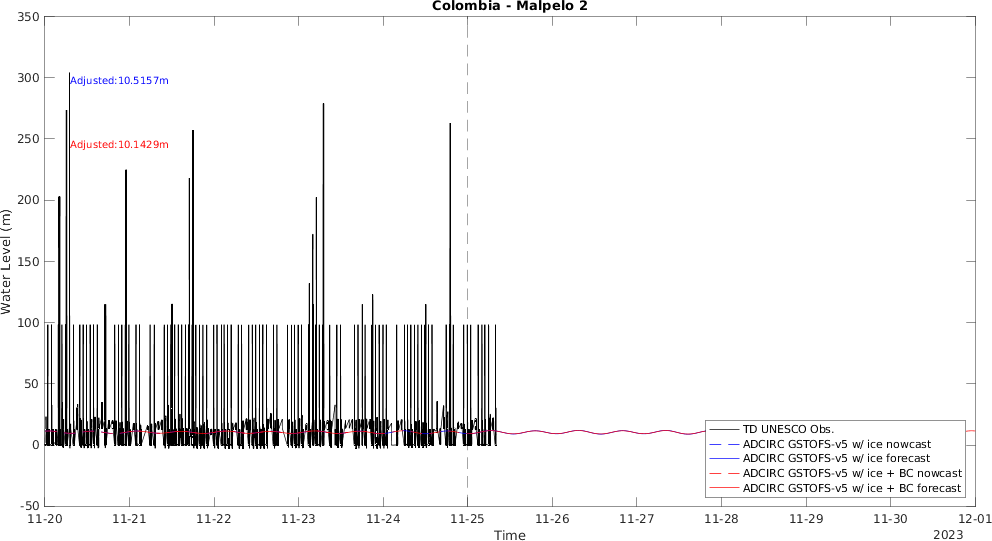 Colombia - Malpelo 2
350
300
250
200
150
100
50
0
-50
Water Level (m)
Adjusted:10.5157m
Adjusted:10.1429m
TD UNESCO Obs.
ADCIRC GSTOFS-v5 w/ ice nowcast
ADCIRC GSTOFS-v5 w/ ice forecast
ADCIRC GSTOFS-v5 w/ ice + BC nowcast
ADCIRC GSTOFS-v5 w/ ice + BC forecast
11-20 11-21 11-22 11-23 11-24 11-25 11-26 11-27 11-28 11-29 11-30 12-01
Time
2023